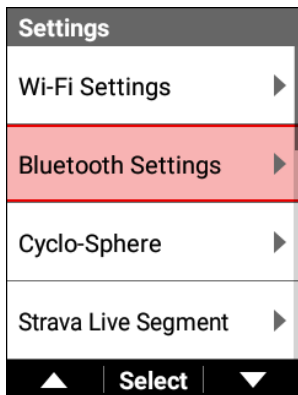 Settings
Wi-Fi Settings
Bluetooth Settings
Cyclo-Sphere
Strava Live Segment
Select